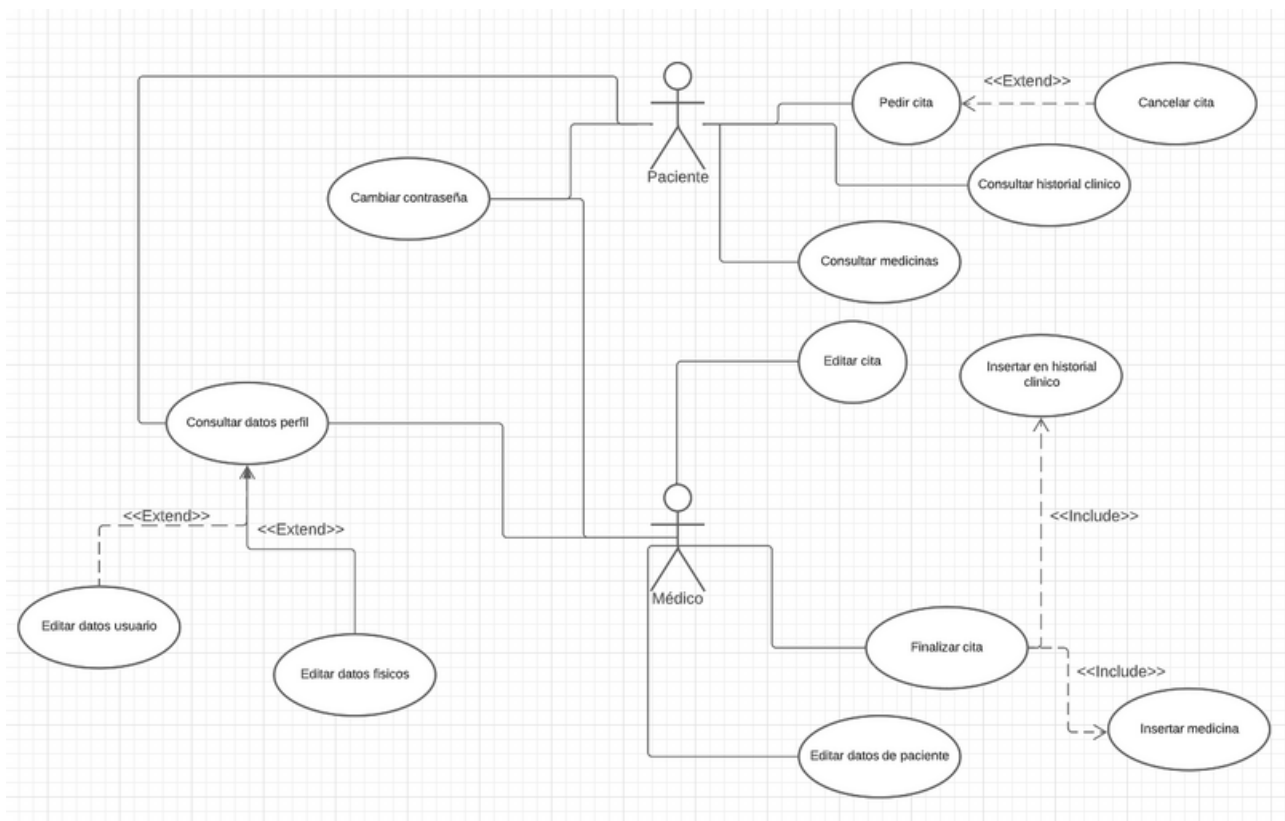 <<Extend>>
Pedir cita
Cancelar cita
Paciente
Consultar historial clinico
Cambiar contraseña
Consultar medicinas
Editar cita
Insertar en historial
clinico
Consultar datos perfil
<<Extend>>
<<Extend>>
<<Include>>
Médico
Editar datos usuario
Finalizar cita
Editar datos fisicos
<<Include>>
Insertar medicina
Editar datos de paciente